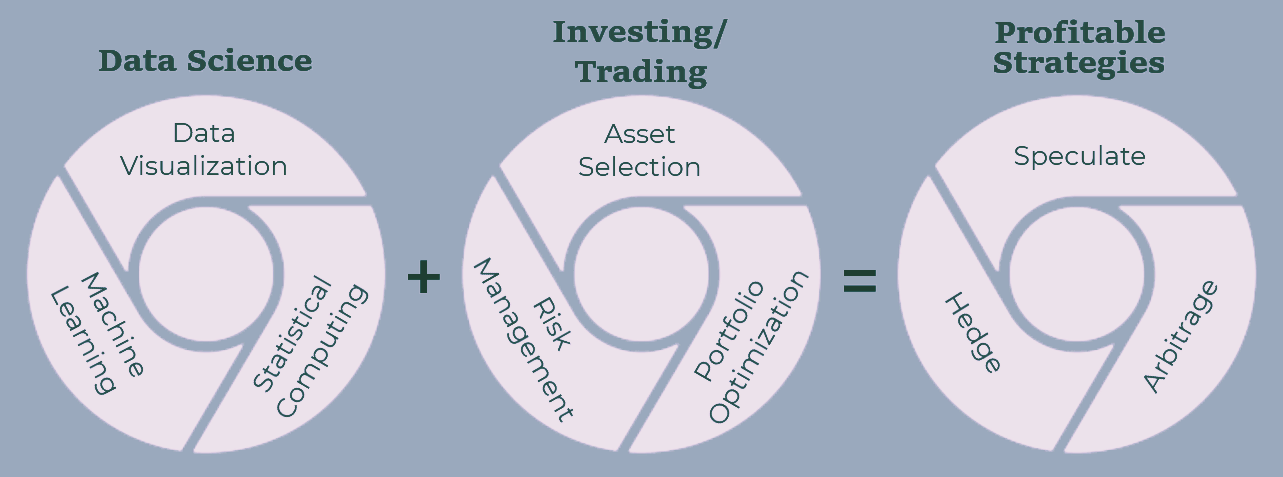 Data Science
Data
Visualization
Machine
Learning
Statistical
Computing
+
Investing/
Trading
Asset
Selection
Risk
Management
Portfolio
Optimization
=
Profitable
Strategies
Speculate
Hedge
Arbitrage